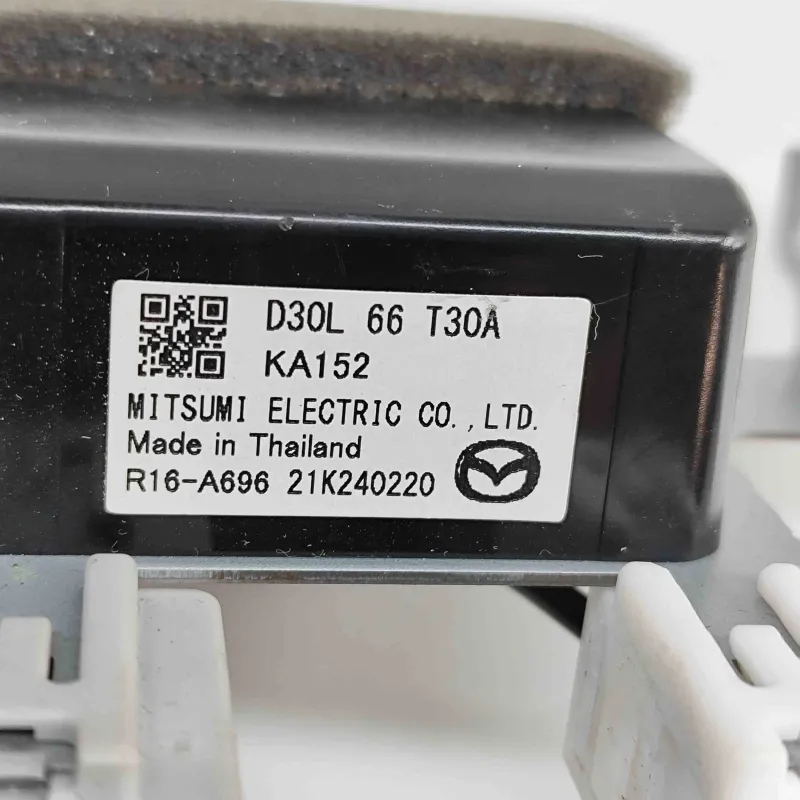 D30L 66 T30A
KA152
MITSUMI ELECTRIC CO.,LTD.
Made in Thailand
R16-A696 21K240220